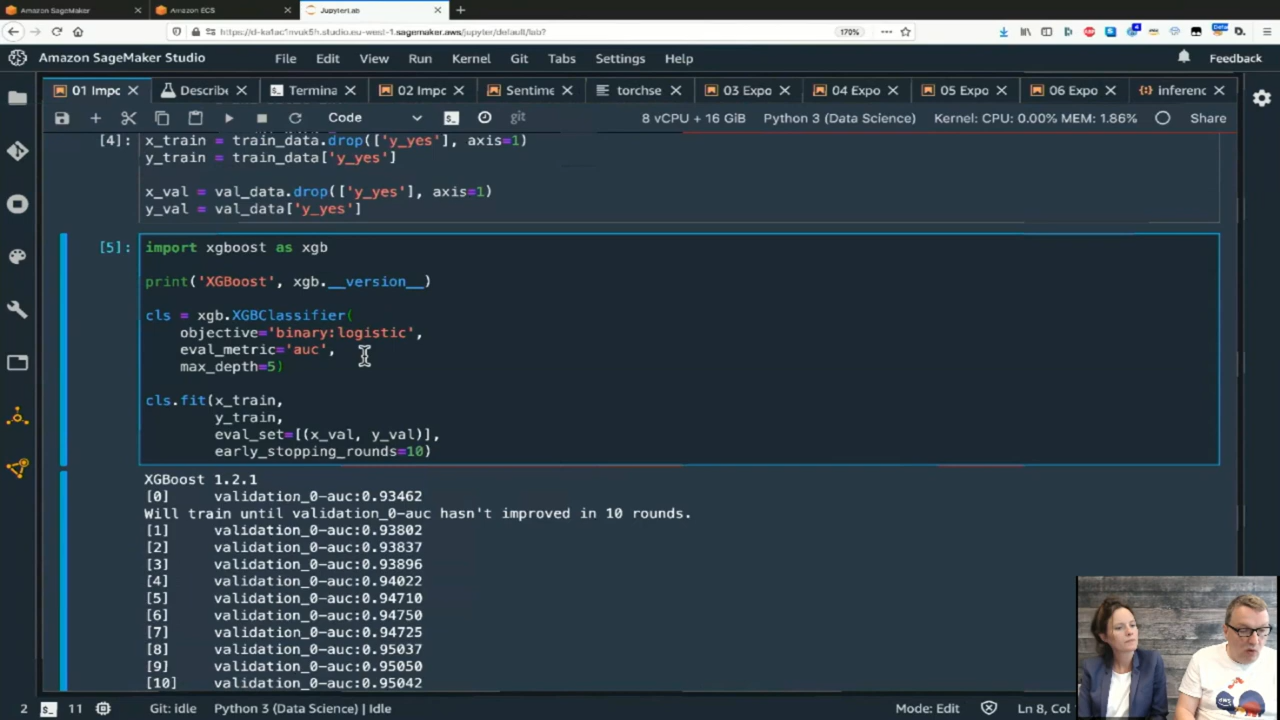 Amazon SageMaker
Amazon ECS
JupyterLab
170%
Amazon SageMaker Studio
File
Edit
View
Run
Kernel
Git
Tabs
Settings
Help
Feedback
01 Impc
Describe
Termina
02 Impc
Sentime
torchse
03 Expo
04 Expo
05 Expo
06 Expo
inferenc
Code
git
8 vCPU + 16 GiB
Python 3 (Data Science)
Kernel: CPU: 0.00% MEM: 1.86%
Share
[4]: x_train = train_data.drop(['y_yes'], axis=1)
y_train = train_data['y_yes']
x_val = val_data.drop(['y_yes'], axis=1)
y_val = val_data['y_yes']
[5]: import xgboost as xgb
print('XGBoost', xgb.__version__)
cls = xgb.XGBClassifier(
objective='binary:logistic',
eval_metric='auc',
max_depth=5)
cls.fit(x_train,
y_train,
eval_set=[(x_val, y_val)],
early_stopping_rounds=10)
XGBoost 1.2.1
[0] validation_0-auc:0.93462
Will train until validation_0-auc hasn't improved in 10 rounds.
[1] validation_0-auc:0.93802
[2] validation_0-auc:0.93837
[3] validation_0-auc:0.93896
[4] validation_0-auc:0.94022
[5] validation_0-auc:0.94710
[6] validation_0-auc:0.94750
[7] validation_0-auc:0.94725
[8] validation_0-auc:0.95037
[9] validation_0-auc:0.95050
[10] validation_0-auc:0.95042
aws
2
11
Git: idle
Python 3 (Data Science) | Idle
Mode: Edit
Ln 8, Col